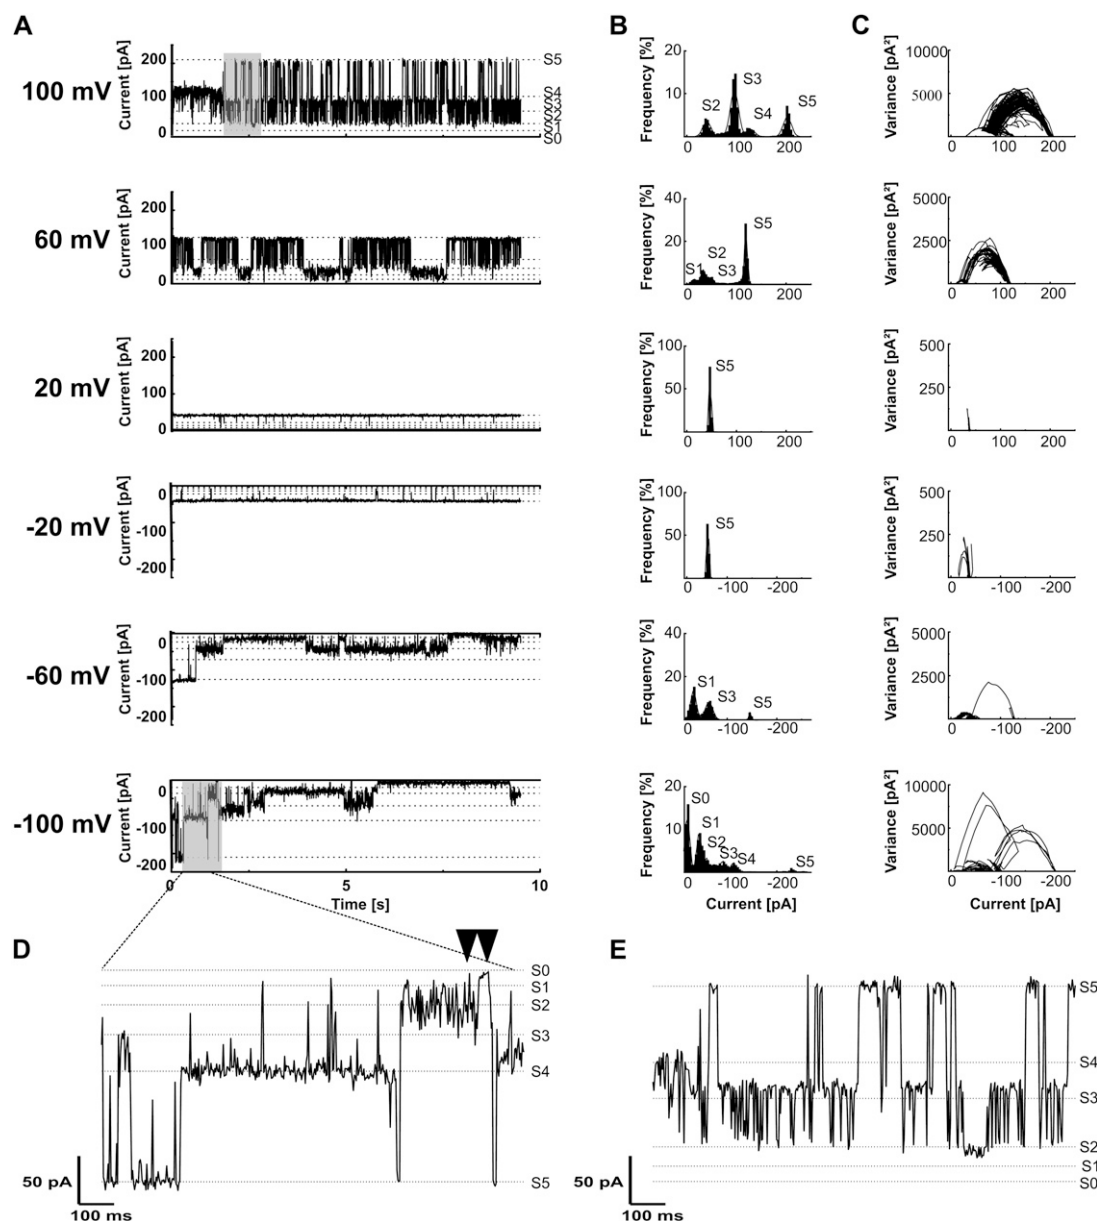 A
B
C
100 mV
Current [pA]
200
100
0
S5
S4
S3
S2
S1
S0
Frequency [%]
20
10
S2
S3
S4
S5
0 100 200
Variance [pA²]
10000
5000
0 100 200
60 mV
Current [pA]
200
100
0
Frequency [%]
40
20
S1
S2
S3
S5
0 100 200
Variance [pA²]
5000
2500
0 100 200
20 mV
Current [pA]
200
100
0
Frequency [%]
100
50
S5
0 100 200
Variance [pA²]
500
250
0 100 200
-20 mV
Current [pA]
0
-100
-200
Frequency [%]
100
50
S5
0 -100 -200
Variance [pA²]
500
250
0 -100 -200
-60 mV
Current [pA]
0
-100
-200
Frequency [%]
40
20
S1
S3
S5
0 -100 -200
Variance [pA²]
5000
2500
0 -100 -200
-100 mV
Current [pA]
0
-100
-200
0 5 10
Time [s]
Frequency [%]
20
10
S0
S1
S2
S3
S4
S5
0 -100 -200
Current [pA]
Variance [pA²]
10000
5000
0 -100 -200
Current [pA]
D
S0
S1
S2
S3
S4
S5
50 pA
100 ms
E
S5
S4
S3
S2
S1
S0
50 pA
100 ms